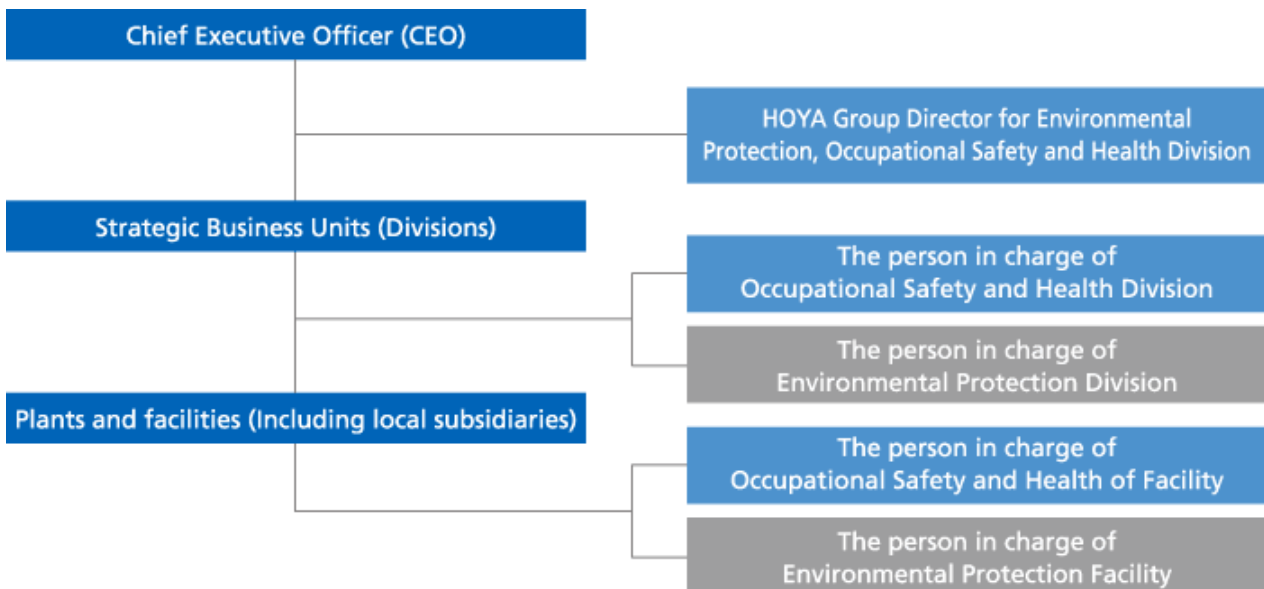 Chief Executive Officer (CEO)
HOYA Group Director for Environmental
Protection, Occupational Safety and Health Division
Strategic Business Units (Divisions)
The person in charge of
Occupational Safety and Health Division
The person in charge of
Environmental Protection Division
Plants and facilities (Including local subsidiaries)
The person in charge of
Occupational Safety and Health of Facility
The person in charge of
Environmental Protection Facility